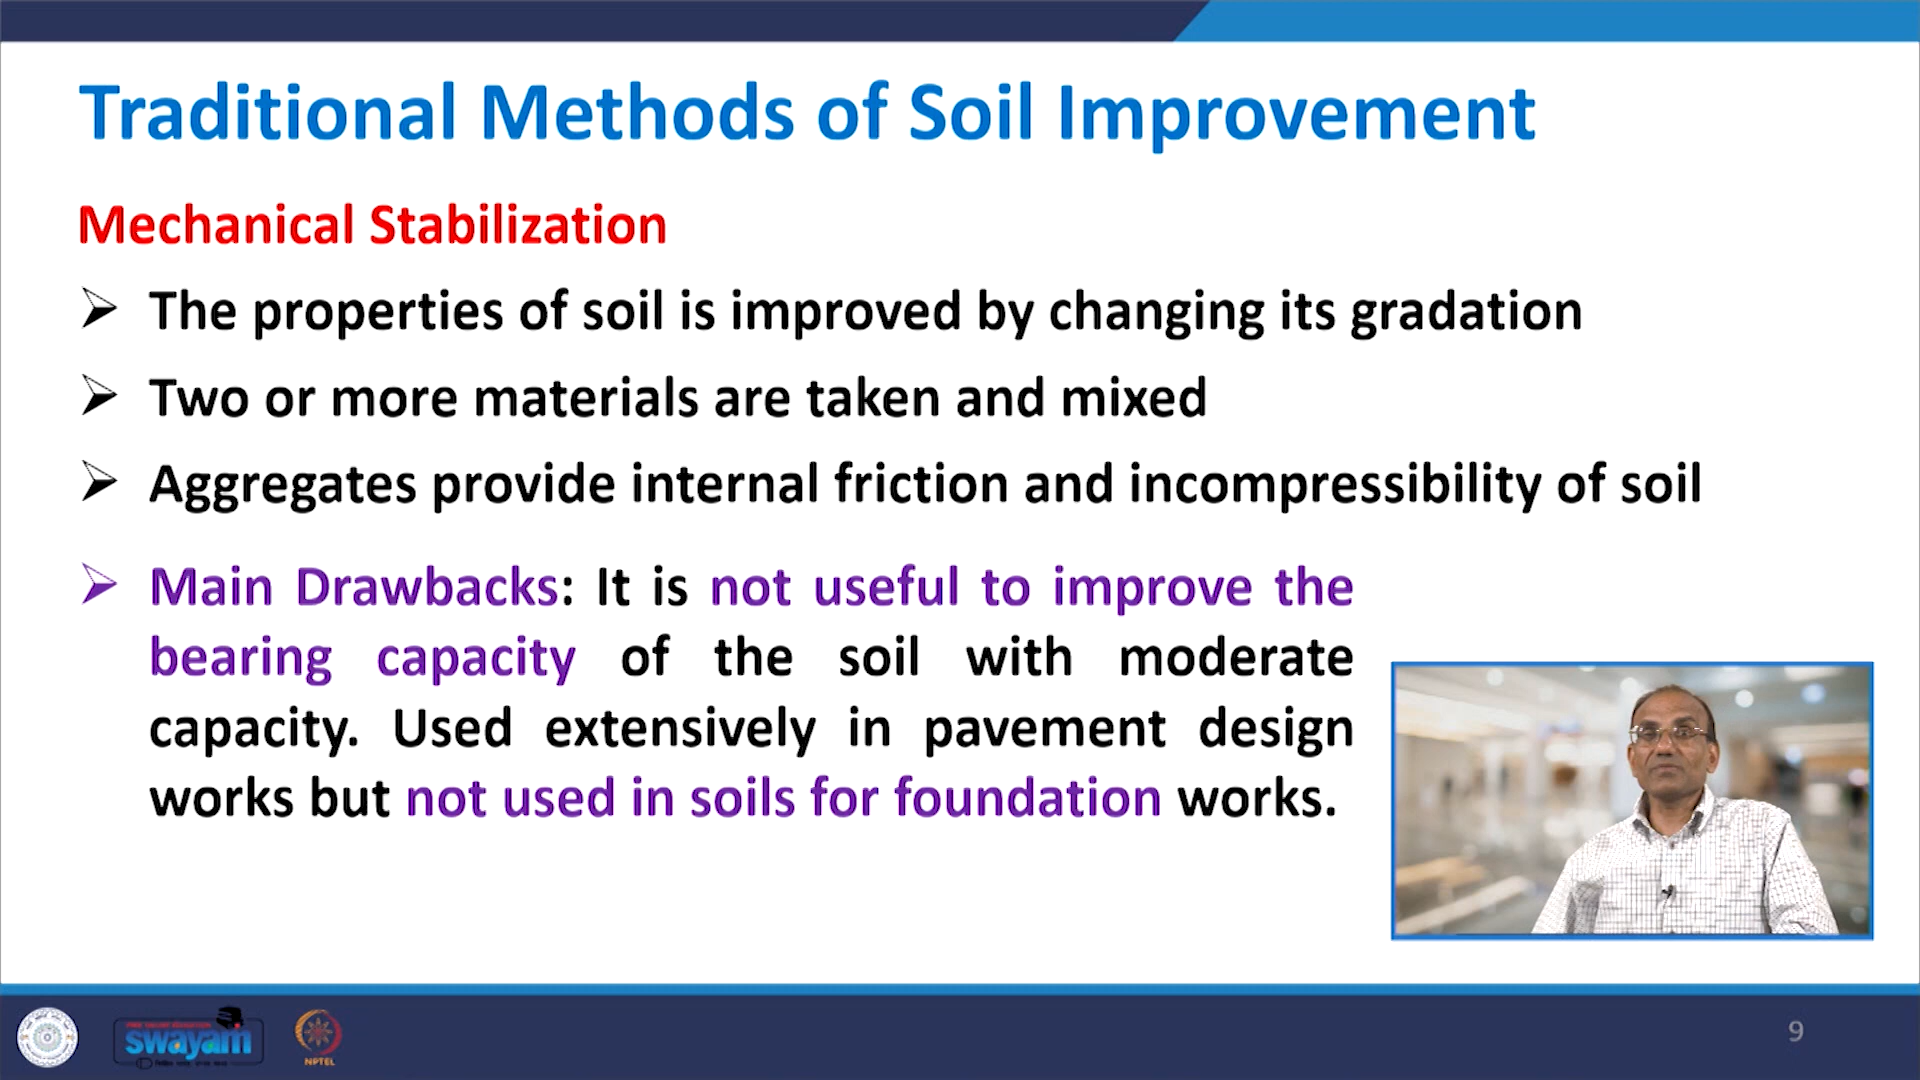 Traditional Methods of Soil Improvement
Mechanical Stabilization
The properties of soil is improved by changing its gradation
Two or more materials are taken and mixed
Aggregates provide internal friction and incompressibility of soil
Main Drawbacks: It is not useful to improve the
bearing capacity of the soil with moderate
capacity. Used extensively in pavement design
works but not used in soils for foundation works.
swayam
NPTEL
9